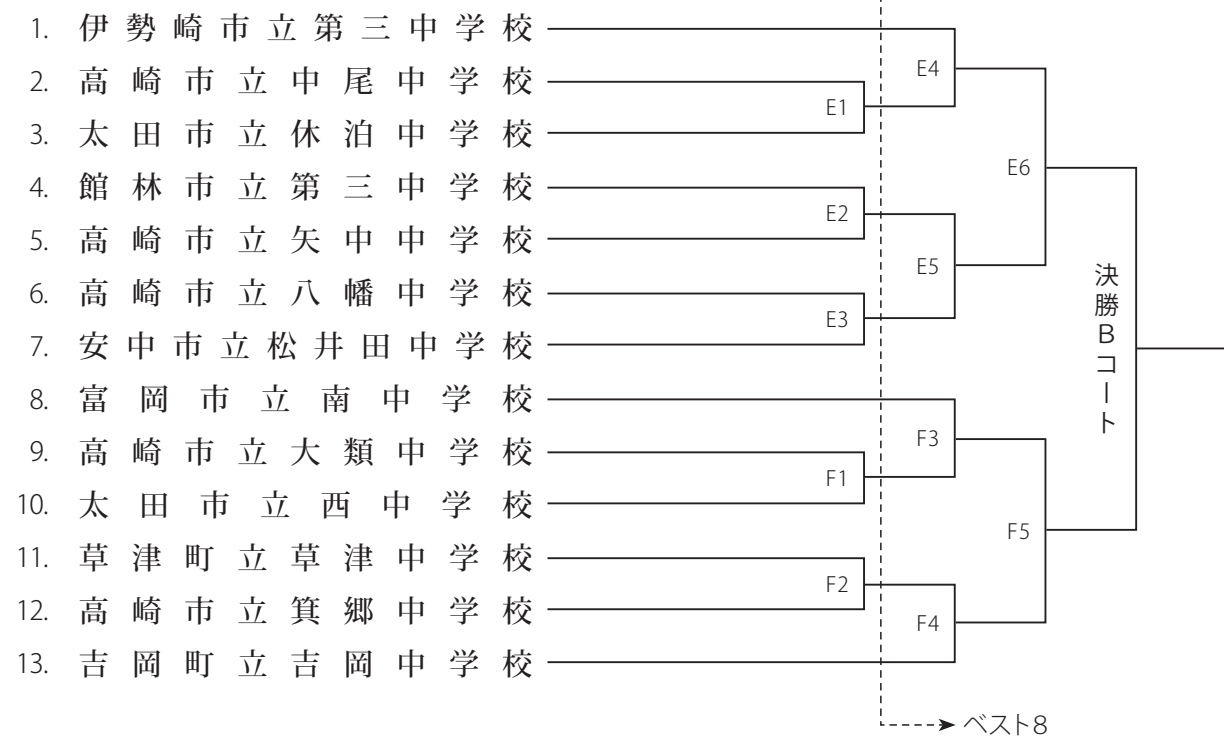 1. 伊勢崎市立第三中学校
2. 高崎市立中尾中学校
3. 太田市立休泊中学校
4. 館林市立第三中学校
5. 高崎市立矢中中学校
6. 高崎市立八幡中学校
7. 安中市立松井田中学校
8. 富岡市立南中学校
9. 高崎市立大類中学校
10. 太田市立西中学校
11. 草津町立草津中学校
12. 高崎市立箕郷中学校
13. 吉岡町立吉岡中学校
E1
E2
E3
F1
F2
E4
E5
F3
F4
E6
F5
決勝Bコート
ベスト8